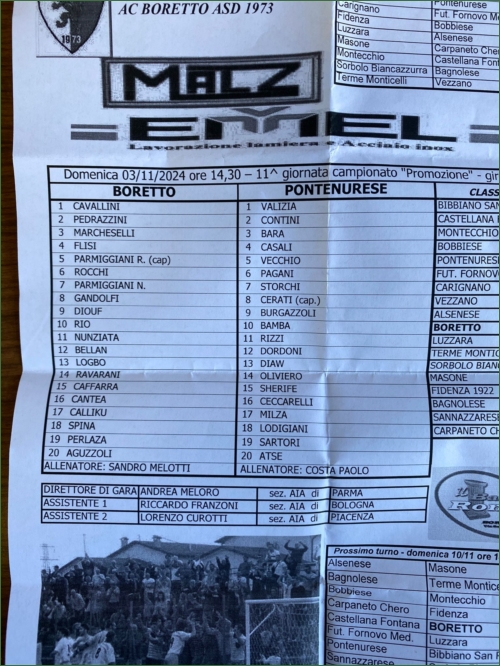 AC BORETTO ASD 1973
1973
Carignano Pontenurese
Fidenza Fut. Fornovo M
Luzzara Bobbiese
Masone Alsenese
Montecchio Carpaneto Chero
Sorbolo Biancazzurra Castellana Fontana
Terme Monticelli Bagnolese
Vezzano
MACZ
EMEL
Lavorazione lamiera e Acciaio inox
Domenica 03/11/2024 ore 14,30 – 11^ giornata campionato "Promozione" - gir
BORETTO PONTENURESE CLASS
1 CAVALLINI 1 VALIZIA BIBBIANO SAN
2 PEDRAZZINI 2 CONTINI CASTELLANA F
3 MARCHESELLI 3 BARA MONTECCHIO
4 FLISI 4 CASALI BOBBIESE
5 PARMIGGIANI R. (cap) 5 VECCHIO PONTENURESE
6 ROCCHI 6 PAGANI FUT. FORNOVO
7 PARMIGGIANI N. 7 STORCHI CARIGNANO
8 GANDOLFI 8 CERATI (cap.) VEZZANO
9 DIOUF 9 BURGAZZOLI ALSENESE
10 RIO 10 BAMBA BORETTO
11 NUNZIATA 11 RIZZI LUZZARA
12 BELLAN 12 DORDONI TERME MONTIC
13 LOGBO 13 DIAW SORBOLO BIANC
14 RAVARANI 14 OLIVIERO MASONE
15 CAFFARRA 15 SHERIFE FIDENZA 1922
16 CANTEA 16 CECCARELLI BAGNOLESE
17 CALLIKU 17 MILZA SANNAZZARESE
18 SPINA 18 LODIGIANI CARPANETO CH
19 PERLAZA 19 SARTORI
20 AGUZZOLI 20 ATSE
ALLENATORE: SANDRO MELOTTI ALLENATORE: COSTA PAOLO
DIRETTORE DI GARA ANDREA MELORO sez. AIA di PARMA
ASSISTENTE 1 RICCARDO FRANZONI sez. AIA di BOLOGNA
ASSISTENTE 2 LORENZO CUROTTI sez. AIA di PIACENZA
Prossimo turno - domenica 10/11 ore 1
Alsenese Masone
Bagnolese Terme Montice
Bobbiese Montecchio
Carpaneto Chero Fidenza
Castellana Fontana BORETTO
Fut. Fornovo Med. Luzzara
Pontenurese Bibbiano San P
Sannazzarese